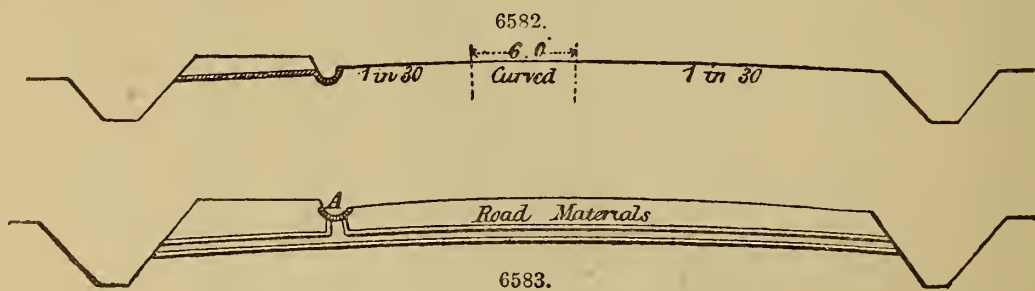 6582.
6.0'
1 in 30 Curved 1 in 30
A
Road Materials
6583.